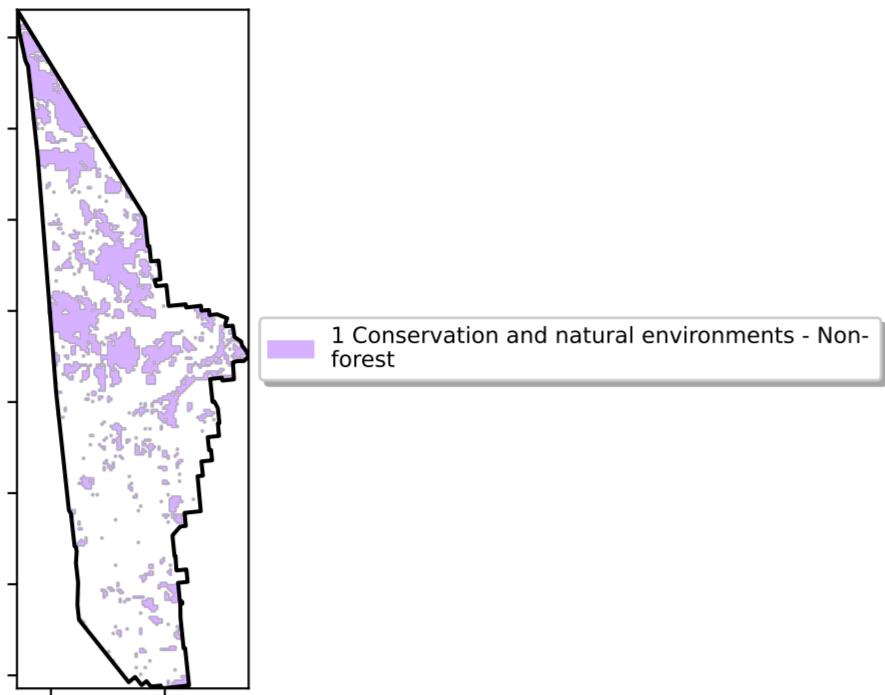 1 Conservation and natural environments - Non-
forest